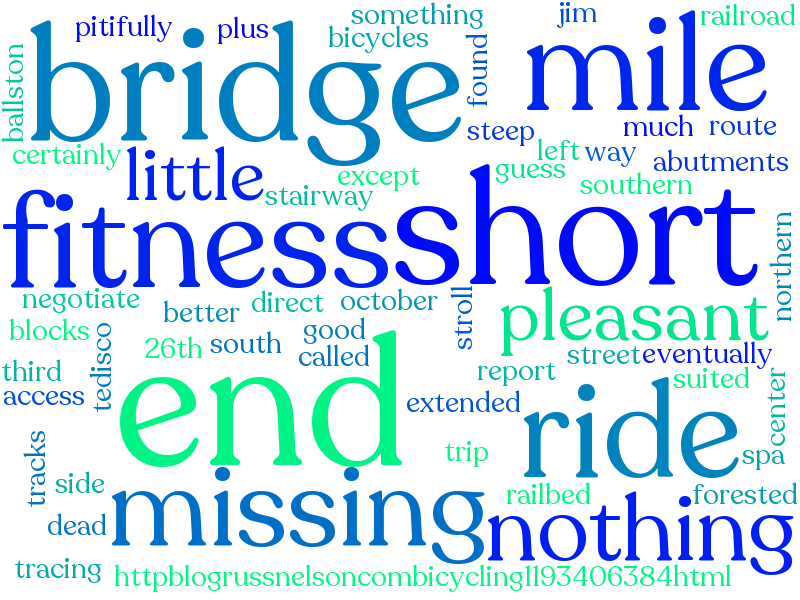 pitifully
plus
something
bicycles
jim
railroad
ballston
bridge
found
mile
steep
much
route
certainly
little
except
stairway
guess
left
way
abutments
southern
fitness
short
northern
negotiate
better
direct
october
stroll
pleasant
blocks
tedisco
26th
south
good
called
street
eventually
third
access
end
report
suited
center
extended
ride
tracks
side
trip
spa
dead
missing
railbed
forested
nothing
tracing
httpblogrussnelsoncombicycling1193406384html